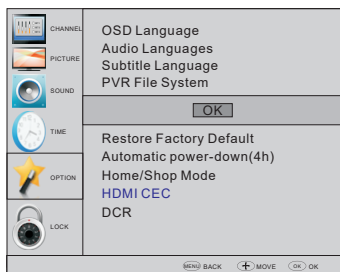 CHANNEL
PICTURE
SOUND
TIME
OPTION
LOCK
OSD Language
Audio Languages
Subtitle Language
PVR File System
OK
Restore Factory Default
Automatic power-down(4h)
Home/Shop Mode
HDMI CEC
DCR
MENU BACK + MOVE OK OK